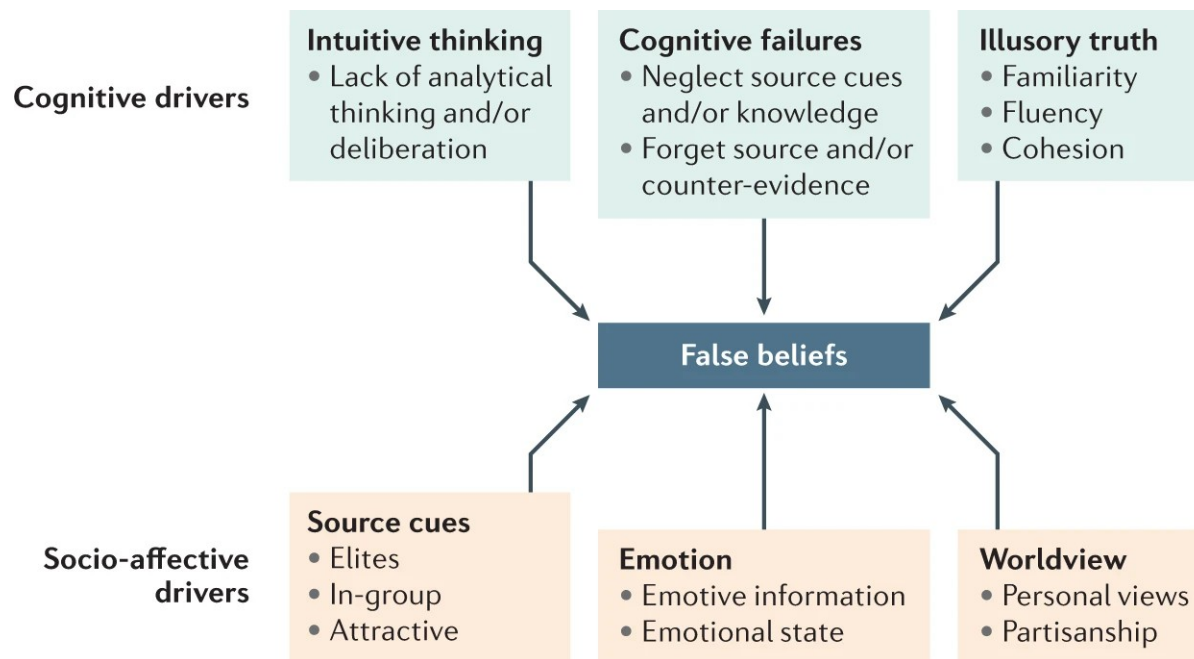 Cognitive drivers
Intuitive thinking
• Lack of analytical
thinking and/or
deliberation
Cognitive failures
• Neglect source cues
and/or knowledge
• Forget source and/or
counter-evidence
Illusory truth
• Familiarity
• Fluency
• Cohesion
False beliefs
Socio-affective
drivers
Source cues
• Elites
• In-group
• Attractive
Emotion
• Emotive information
• Emotional state
Worldview
• Personal views
• Partisanship